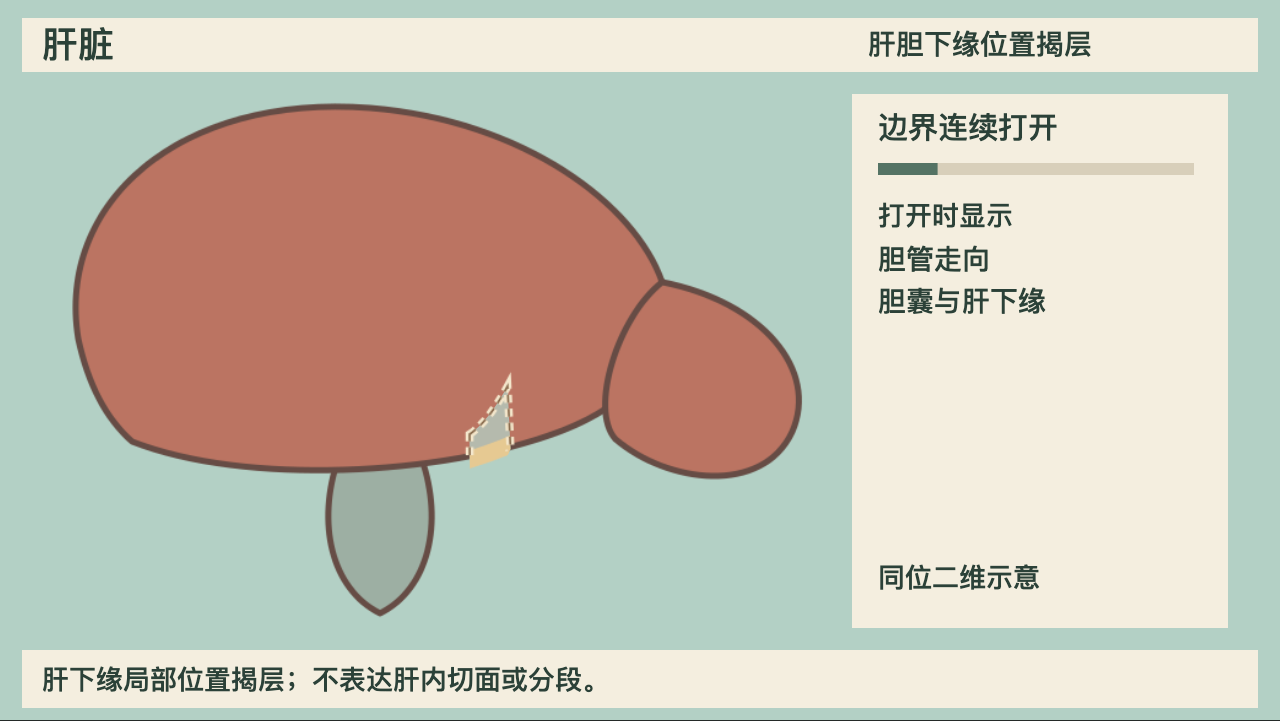 肝脏
肝胆下缘位置揭层
边界连续打开
打开时显示
胆管走向
胆囊与肝下缘
同位二维示意
肝下缘局部位置揭层；不表达肝内切面或分段。